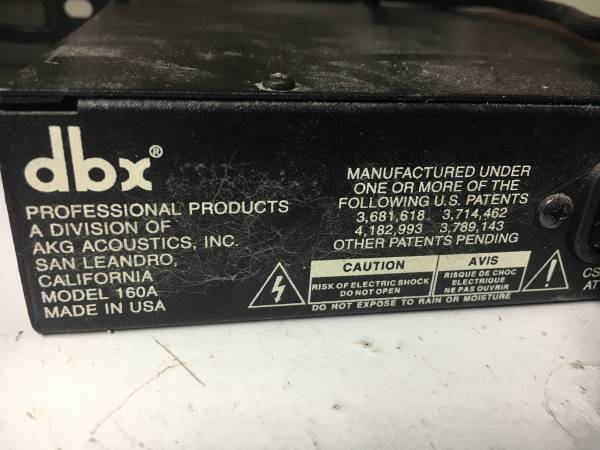 dbx®
PROFESSIONAL PRODUCTS
A DIVISION OF
AKG ACOUSTICS, INC.
SAN LEANDRO,
CALIFORNIA
MODEL 160A
MADE IN USA
MANUFACTURED UNDER
ONE OR MORE OF THE
FOLLOWING U.S. PATENTS
3,681,618 3,714,462
4,182,993 3,789,143
OTHER PATENTS PENDING
CAUTION
RISK OF ELECTRIC SHOCK
DO NOT OPEN
AVIS
RISQUE DE CHOC
ELECTRIQUE
NE PAS OUVRIR
DO NOT EXPOSE TO RAIN OR MOISTURE
CS
AT